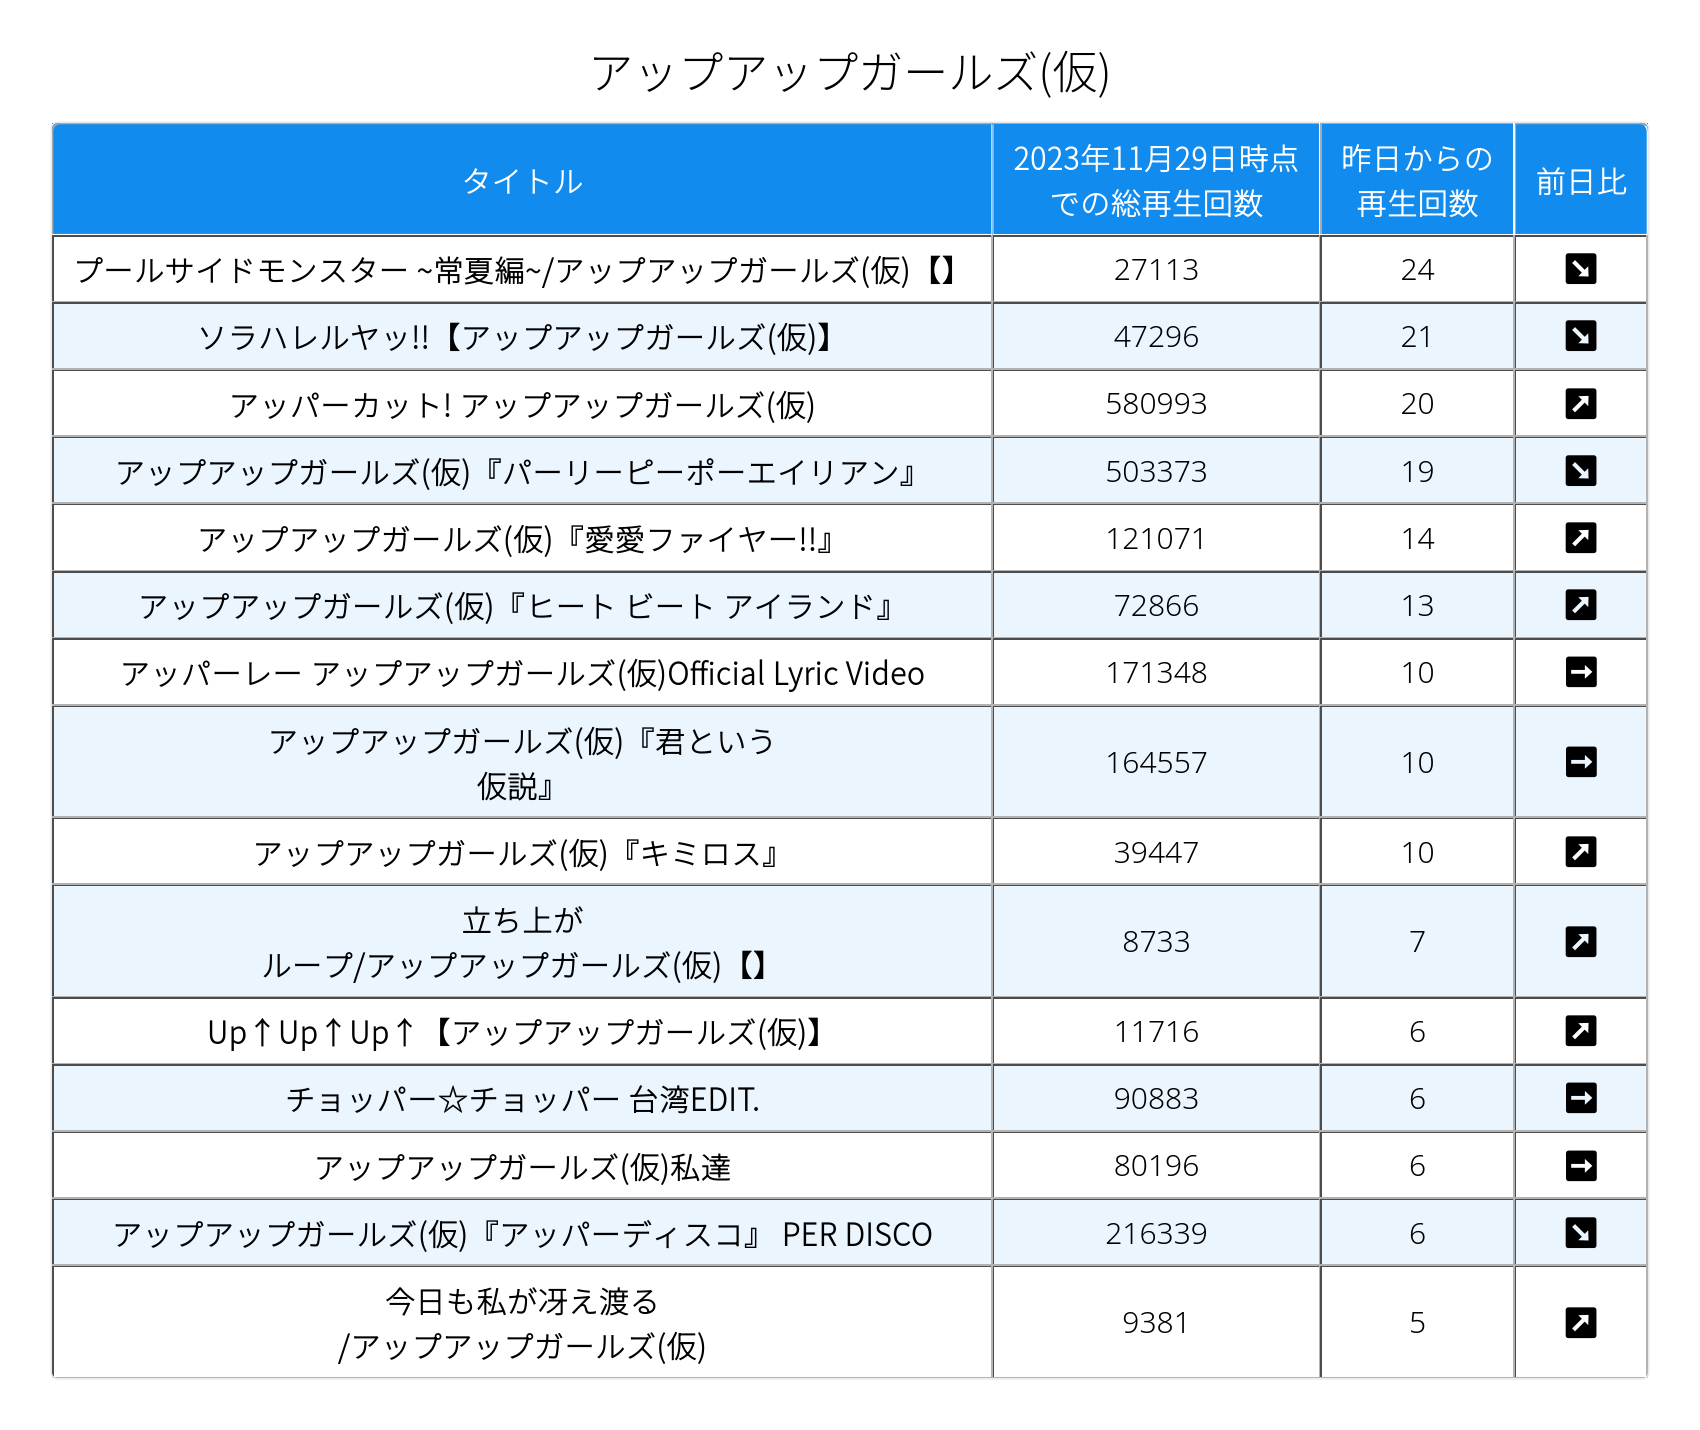 アップアップガールズ(仮)
タイトル 2023年11月29日時点 昨日からの 前日比
での総再生回数 再生回数
プールサイドモンスター ~常夏編~/アップアップガールズ(仮)【】 27113 24 ↘
ソラハレルヤッ!!【アップアップガールズ(仮)】 47296 21 ↘
アッパーカット! アップアップガールズ(仮) 580993 20 ↗
アップアップガールズ(仮)『パーリーピーポーエイリアン』 503373 19 ↘
アップアップガールズ(仮)『愛愛ファイヤー!!』 121071 14 ↗
アップアップガールズ(仮)『ヒート ビート アイランド』 72866 13 ↗
アッパーレー アップアップガールズ(仮)Official Lyric Video 171348 10 →
アップアップガールズ(仮)『君という
仮説』 164557 10 →
アップアップガールズ(仮)『キミロス』 39447 10 ↗
立ち上が
ループ/アップアップガールズ(仮)【】 8733 7 ↗
Up↑Up↑Up↑【アップアップガールズ(仮)】 11716 6 ↗
チョッパー☆チョッパー 台湾EDIT. 90883 6 →
アップアップガールズ(仮)私達 80196 6 →
アップアップガールズ(仮)『アッパーディスコ』 PER DISCO 216339 6 ↘
今日も私が冴え渡る
/アップアップガールズ(仮) 9381 5 ↗